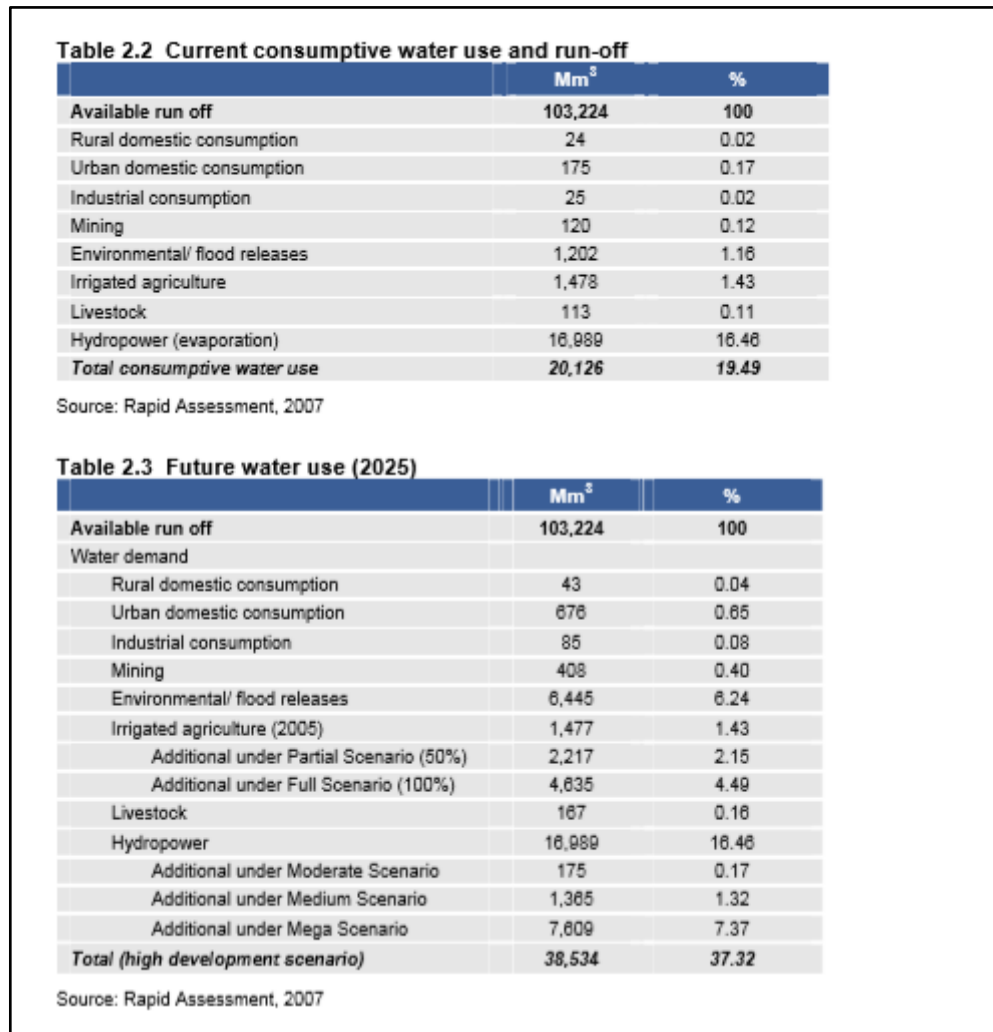 Table 2.2 Current consumptive water use and run-off
Mm³ %
Available run off 103,224 100
Rural domestic consumption 24 0.02
Urban domestic consumption 175 0.17
Industrial consumption 25 0.02
Mining 120 0.12
Environmental/ flood releases 1,202 1.16
Irrigated agriculture 1,478 1.43
Livestock 113 0.11
Hydropower (evaporation) 16,989 16.46
Total consumptive water use 20,126 19.49
Source: Rapid Assessment, 2007
Table 2.3 Future water use (2025)
Mm³ %
Available run off 103,224 100
Water demand
Rural domestic consumption 43 0.04
Urban domestic consumption 676 0.65
Industrial consumption 85 0.08
Mining 408 0.40
Environmental/ flood releases 6,445 6.24
Irrigated agriculture (2005) 1,477 1.43
Additional under Partial Scenario (50%) 2,217 2.15
Additional under Full Scenario (100%) 4,635 4.49
Livestock 167 0.16
Hydropower 16,989 16.46
Additional under Moderate Scenario 175 0.17
Additional under Medium Scenario 1,365 1.32
Additional under Mega Scenario 7,609 7.37
Total (high development scenario) 38,534 37.32
Source: Rapid Assessment, 2007